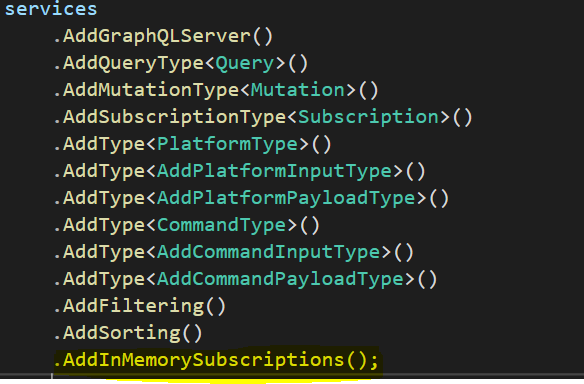 services
.AddGraphQLServer()
.AddQueryType<Query>()
.AddMutationType<Mutation>()
.AddSubscriptionType<Subscription>()
.AddType<PlatformType>()
.AddType<AddPlatformInputType>()
.AddType<AddPlatformPayloadType>()
.AddType<CommandType>()
.AddType<AddCommandInputType>()
.AddType<AddCommandPayloadType>()
.AddFiltering()
.AddSorting()
.AddInMemorySubscriptions();